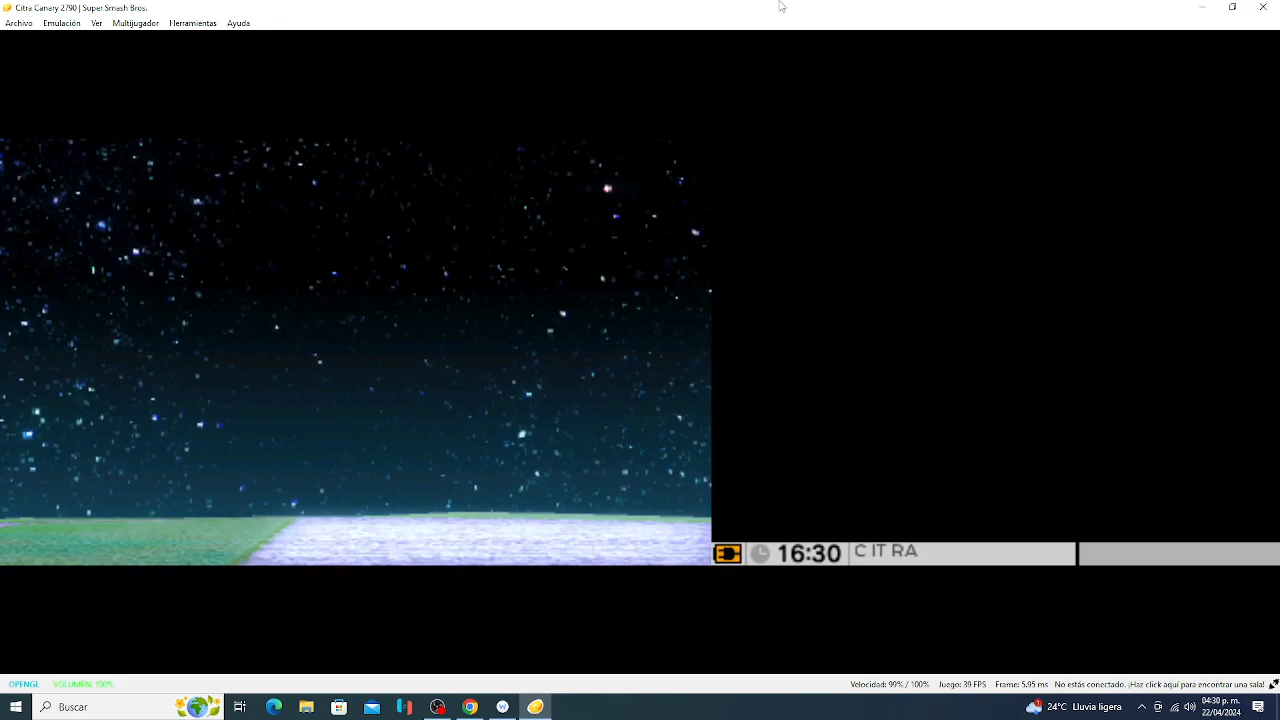 Citra Canary 2790 | Super Smash Bros.
Archivo Emulación Ver Multijugador Herramientas Ayuda
16:30 C IT RA
OPENGL VOLUMEN: 100% Velocidad: 99% / 100% Juego: 39 FPS Frame: 5.95 ms No estás conectado. ¡Haz click aquí para encontrar una sala!
Buscar 24°C Lluvia ligera 04:30 p. m.
22/04/2024